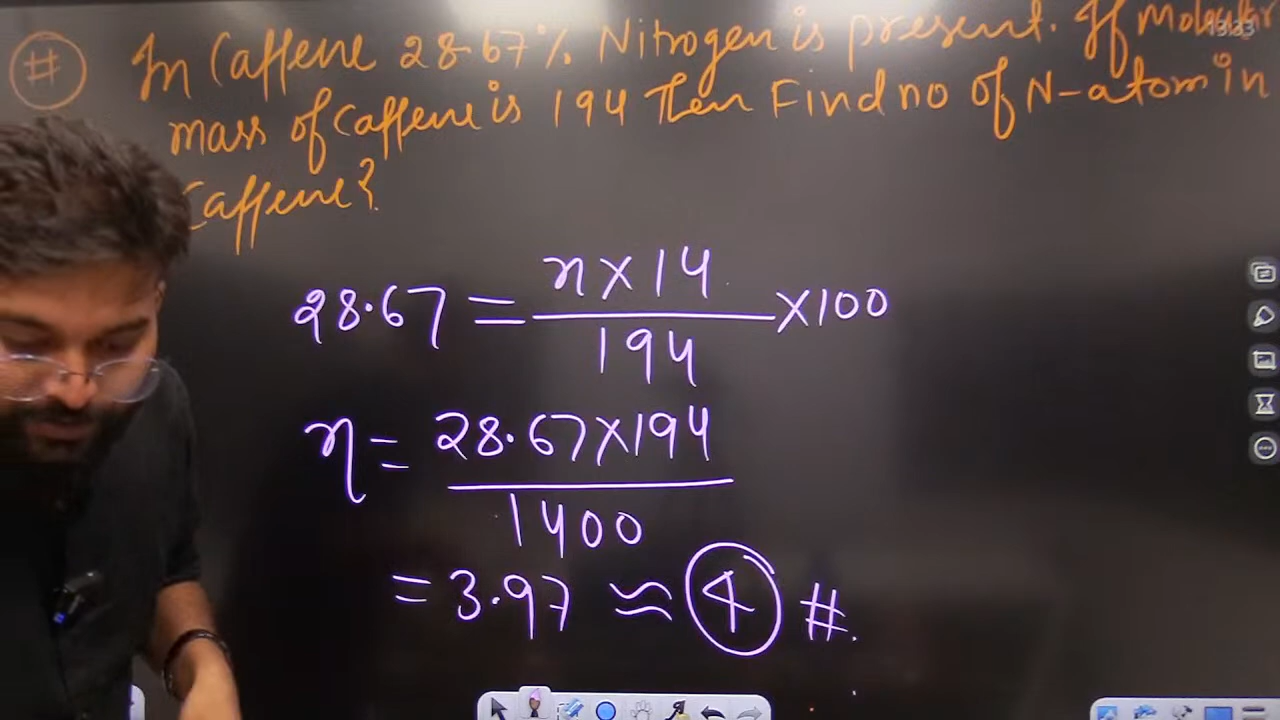 # In Caffene 28.67% Nitrogen is present. If Molecular
mass of Caffene is 194 Then Find no of N-atom in
Caffene?
28.67 = n×14/194 ×100
n = 28.67×194/1400
= 3.97 ≈ 4 #.